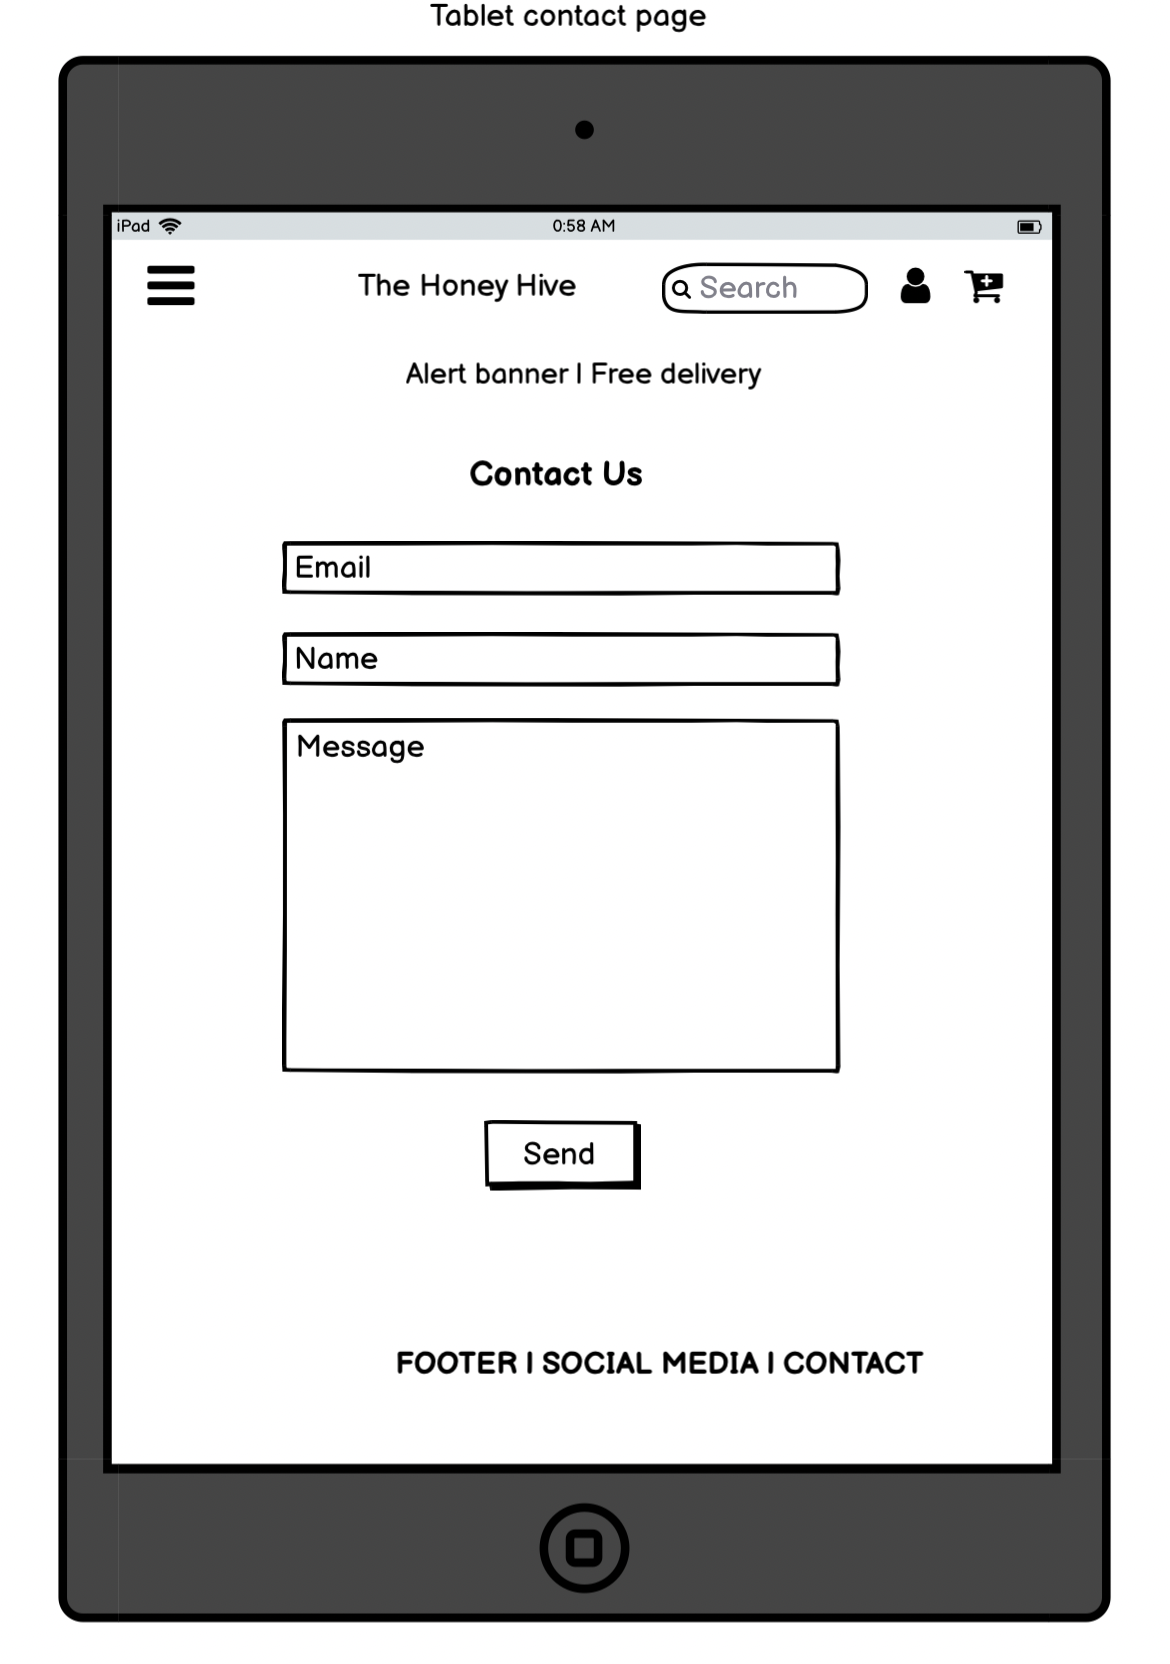 Tablet contact page
iPad
0:58 AM
The Honey Hive
Search
Alert banner | Free delivery
Contact Us
Email
Name
Message
Send
FOOTER | SOCIAL MEDIA | CONTACT